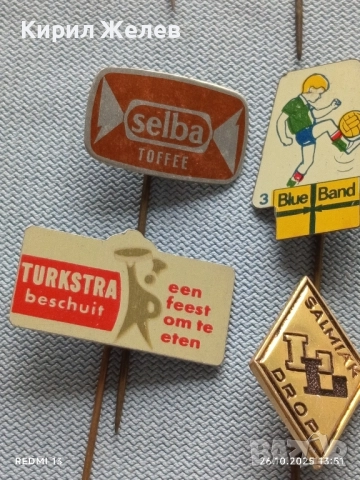 Кирил Желев
selba
TOFFEE
3
Blue Band
TURKSTRA
beschuit
een
feest
om te
eten
SALMIAK
DROP
REDMI 13
26.10.2025 13:51